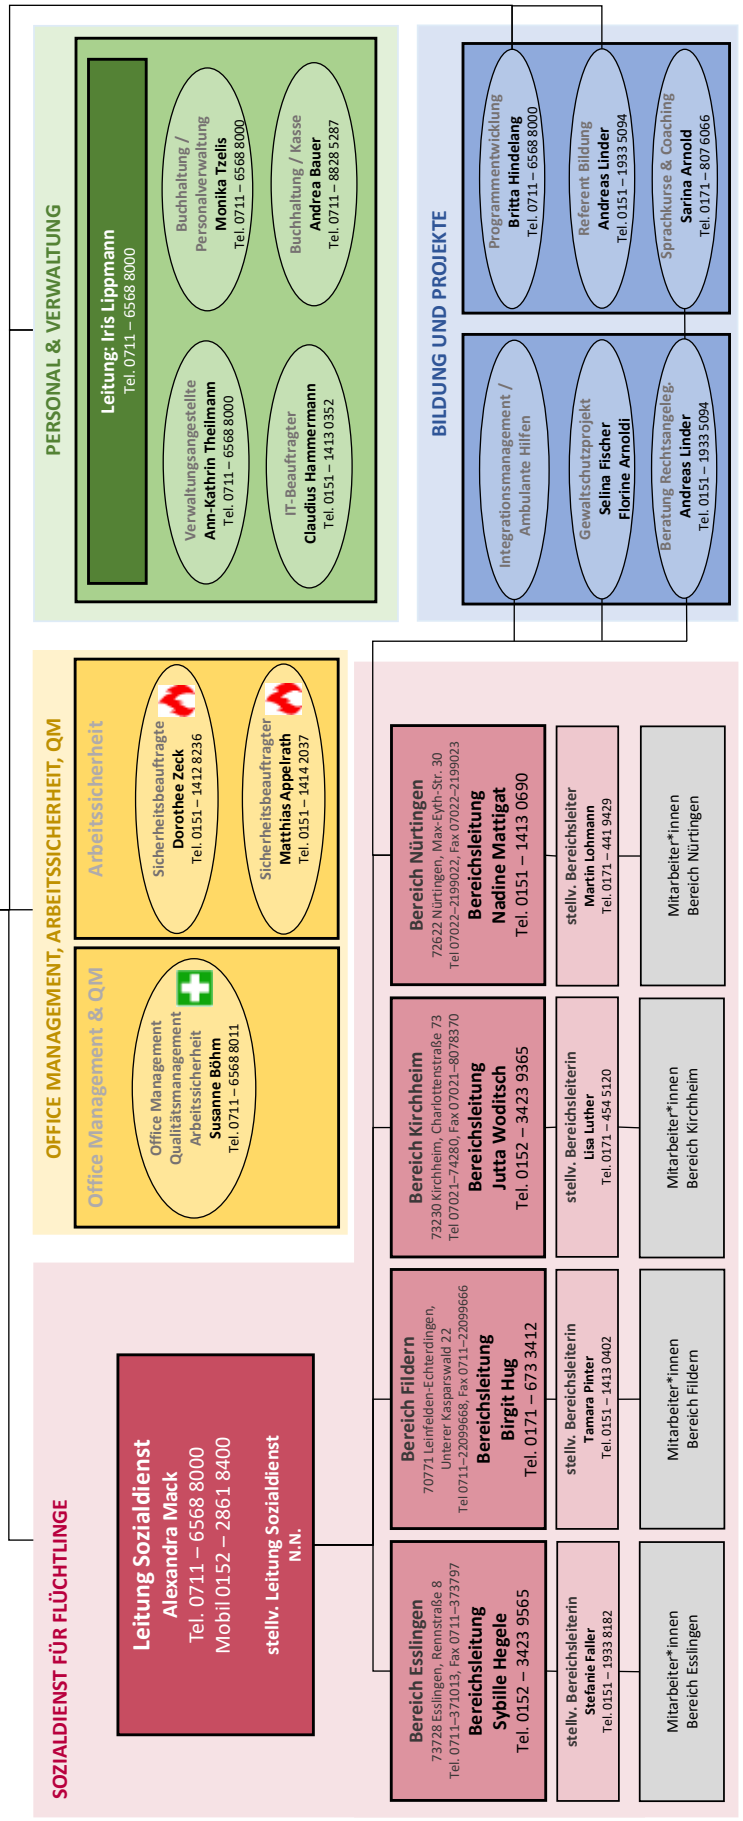 SOZIALDIENST FÜR FLÜCHTLINGE
Leitung Sozialdienst
Alexandra Mack
Tel. 0711 – 6568 8000
Mobil 0152 – 2861 8400
stellv. Leitung Sozialdienst
N.N.
Bereich Esslingen
73728 Esslingen, Rennstraße 8
Tel. 0711–371013, Fax 0711–373797
Bereichsleitung
Sybille Hegele
Tel. 0152 – 3423 9565
stellv. Bereichsleiterin
Stefanie Faller
Tel. 0151 – 1933 8182
Mitarbeiter*innen
Bereich Esslingen
Bereich Fildern
70771 Leinfelden-Echterdingen,
Unterer Kasparswald 22
Tel 0711–22099668, Fax 0711–22099666
Bereichsleitung
Birgit Hug
Tel. 0171 – 673 3412
stellv. Bereichsleiterin
Tamara Pinter
Tel. 0151 – 1413 0402
Mitarbeiter*innen
Bereich Fildern
Bereich Kirchheim
73230 Kirchheim, Charlottenstraße 73
Tel 07021–74280, Fax 07021–8078370
Bereichsleitung
Jutta Woditsch
Tel. 0152 – 3423 9365
stellv. Bereichsleiterin
Lisa Luther
Tel. 0171 – 454 5120
Mitarbeiter*innen
Bereich Kirchheim
Bereich Nürtingen
72622 Nürtingen, Max-Eyth-Str. 30
Tel 07022–2199022, Fax 07022–2199023
Bereichsleitung
Nadine Mattigat
Tel. 0151 – 1413 0690
stellv. Bereichsleiter
Martin Lohmann
Tel. 0171 – 441 9429
Mitarbeiter*innen
Bereich Nürtingen
OFFICE MANAGEMENT, ARBEITSSICHERHEIT, QM
Office Management & QM
Office Management
Qualitätsmanagement
Arbeitssicherheit
Susanne Böhm
Tel. 0711 – 6568 8011
Arbeitssicherheit
Sicherheitsbeauftragte
Dorothee Zeck
Tel. 0151 – 1412 8236
Sicherheitsbeauftragter
Matthias Appelrath
Tel. 0151 – 1414 2037
PERSONAL & VERWALTUNG
Leitung: Iris Lippmann
Tel. 0711 – 6568 8000
Verwaltungsangestellte
Ann-Kathrin Theilmann
Tel. 0711 – 6568 8000
Buchhaltung /
Personalverwaltung
Monika Tzelis
Tel. 0711 – 6568 8000
IT-Beauftragter
Claudius Hammermann
Tel. 0151 – 1413 0352
Buchhaltung / Kasse
Andrea Bauer
Tel. 0711 – 8828 5287
BILDUNG UND PROJEKTE
Integrationsmanagement /
Ambulante Hilfen
Gewaltschutzprojekt
Selina Fischer
Florine Arnoldi
Beratung Rechtsangeleg.
Andreas Linder
Tel. 0151 – 1933 5094
Programmentwicklung
Britta Hindelang
Tel. 0711 – 6568 8000
Referent Bildung
Andreas Linder
Tel. 0151 – 1933 5094
Sprachkurse & Coaching
Sarina Arnold
Tel. 0171 – 807 6066